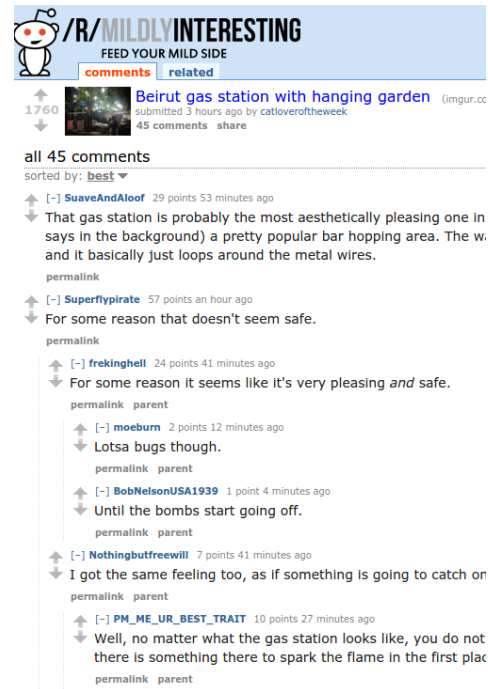 /R/MILDLYINTERESTING
FEED YOUR MILD SIDE
comments related
1760
Beirut gas station with hanging garden (imgur.co
submitted 3 hours ago by catloveroftheweek
45 comments share
all 45 comments
sorted by: best
[–] SuaveAndAloof 29 points 53 minutes ago
That gas station is probably the most aesthetically pleasing one in
says in the background) a pretty popular bar hopping area. The wa
and it basically just loops around the metal wires.
permalink
[–] Superflypirate 57 points an hour ago
For some reason that doesn't seem safe.
permalink
[–] frekinghell 24 points 41 minutes ago
For some reason it seems like it's very pleasing and safe.
permalink parent
[–] moeburn 2 points 12 minutes ago
Lotsa bugs though.
permalink parent
[–] BobNelsonUSA1939 1 point 4 minutes ago
Until the bombs start going off.
permalink parent
[–] Nothingbutfreewill 7 points 41 minutes ago
I got the same feeling too, as if something is going to catch on
permalink parent
[–] PM_ME_UR_BEST_TRAIT 10 points 27 minutes ago
Well, no matter what the gas station looks like, you do not
there is something there to spark the flame in the first plac
permalink parent